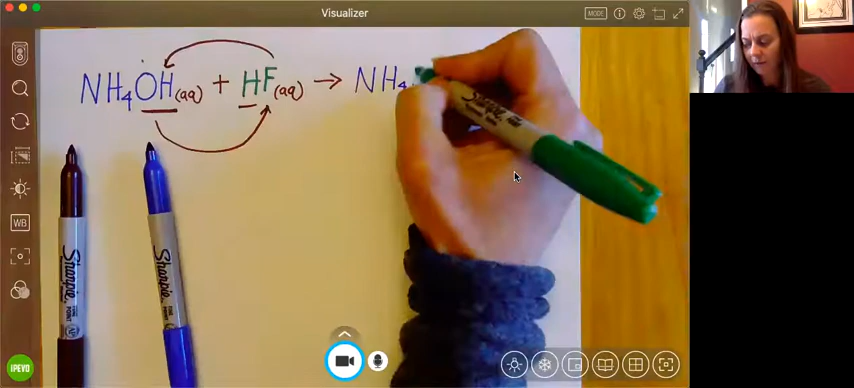 Visualizer
MODE
NH₄OH(aq) + HF(aq) → NH₄
WB
Sharpie
Sharpie
Sharpie
IPEVO